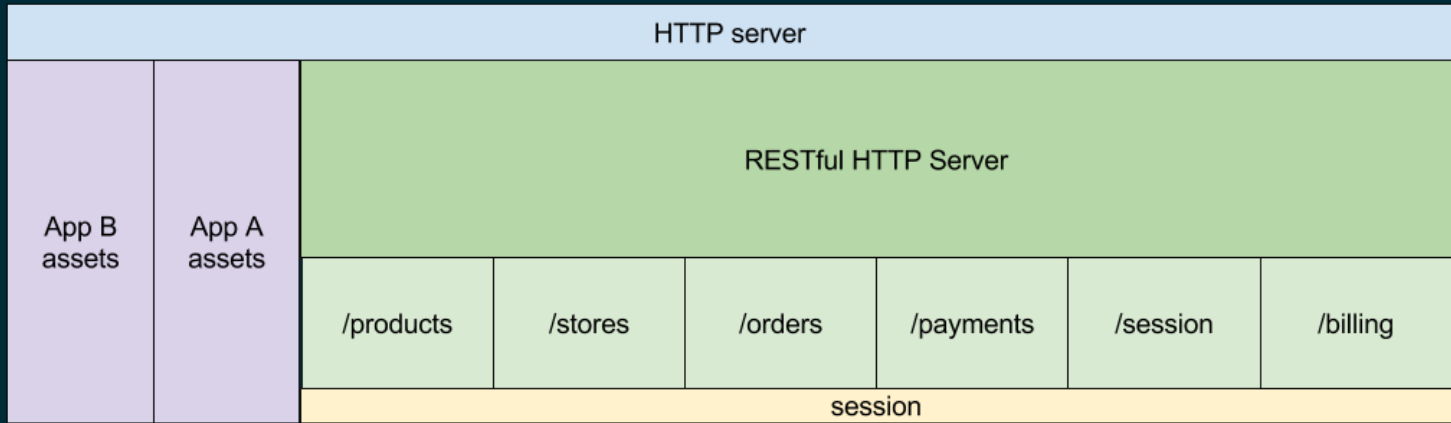 HTTP server
RESTful HTTP Server
App B
assets
App A
assets
/products
/stores
/orders
/payments
/session
/billing
session